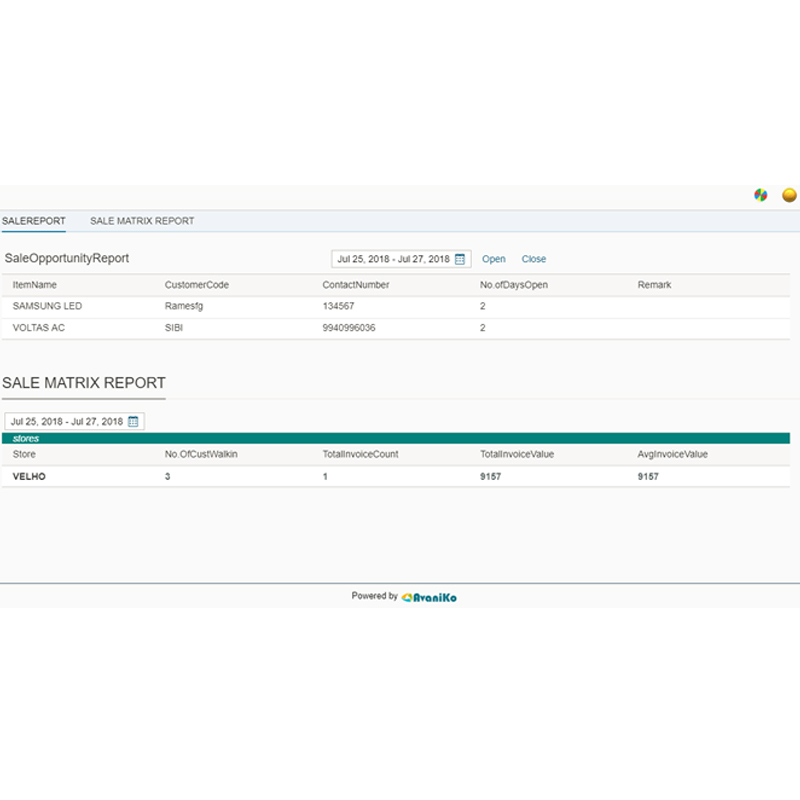 SALEREPORT SALE MATRIX REPORT
SaleOpportunityReport Jul 25, 2018 - Jul 27, 2018 Open Close
ItemName CustomerCode ContactNumber No.ofDaysOpen Remark
SAMSUNG LED Ramesfg 134567 2
VOLTAS AC SIBI 9940996036 2
SALE MATRIX REPORT
Jul 25, 2018 - Jul 27, 2018
stores
Store No.OfCustWalkin TotalInvoiceCount TotalInvoiceValue AvgInvoiceValue
VELHO 3 1 9157 9157
Powered by AvaniKo